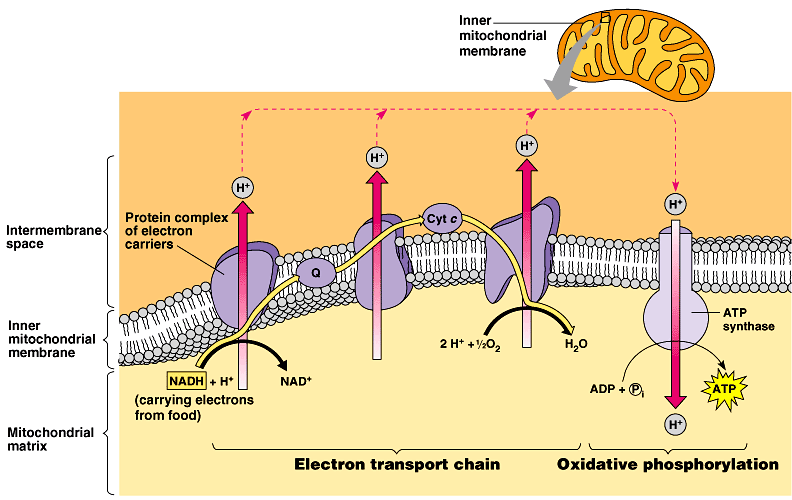 Inner
mitochondrial
membrane
H+
H+
H+
H+
Intermembrane
space
Protein complex
of electron
carriers
Cyt c
Q
Inner
mitochondrial
membrane
ATP
synthase
2 H+ + ½O2
H2O
NADH + H+
NAD+
(carrying electrons
from food)
ADP + Pi
ATP
Mitochondrial
matrix
H+
Electron transport chain
Oxidative phosphorylation